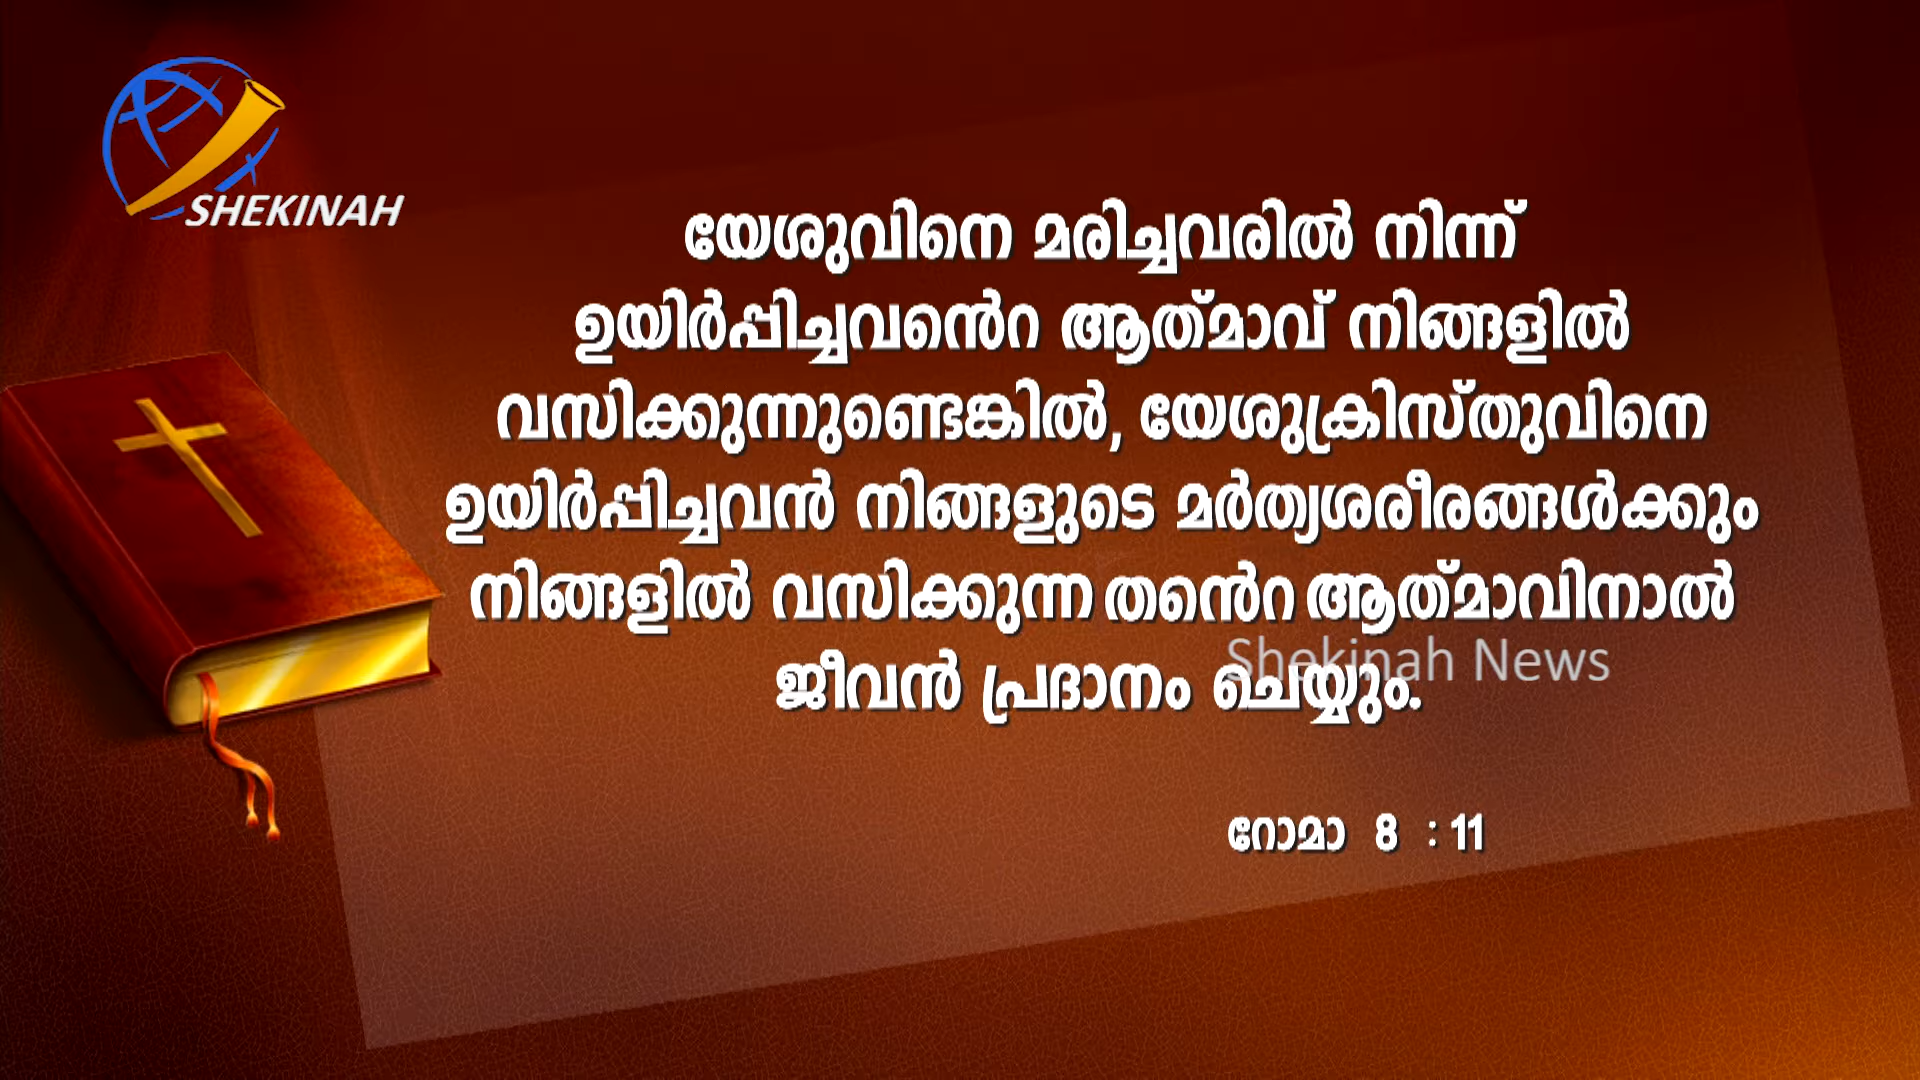 SHEKINAH
യേശുവിനെ മരിച്ചവരിൽ നിന്ന്
ഉയിർപ്പിച്ചവൻെറ ആത്‌മാവ് നിങ്ങളിൽ
വസിക്കുന്നുണ്ടെങ്കിൽ, യേശുക്രിസ്തുവിനെ
ഉയിർപ്പിച്ചവൻ നിങ്ങളുടെ മർത്യശരീരങ്ങൾക്കും
നിങ്ങളിൽ വസിക്കുന്ന തൻെറ ആത്‌മാവിനാൽ
ജീവൻ പ്രദാനം ചെയ്യും.
Shekinah News
റോമാ 8 : 11